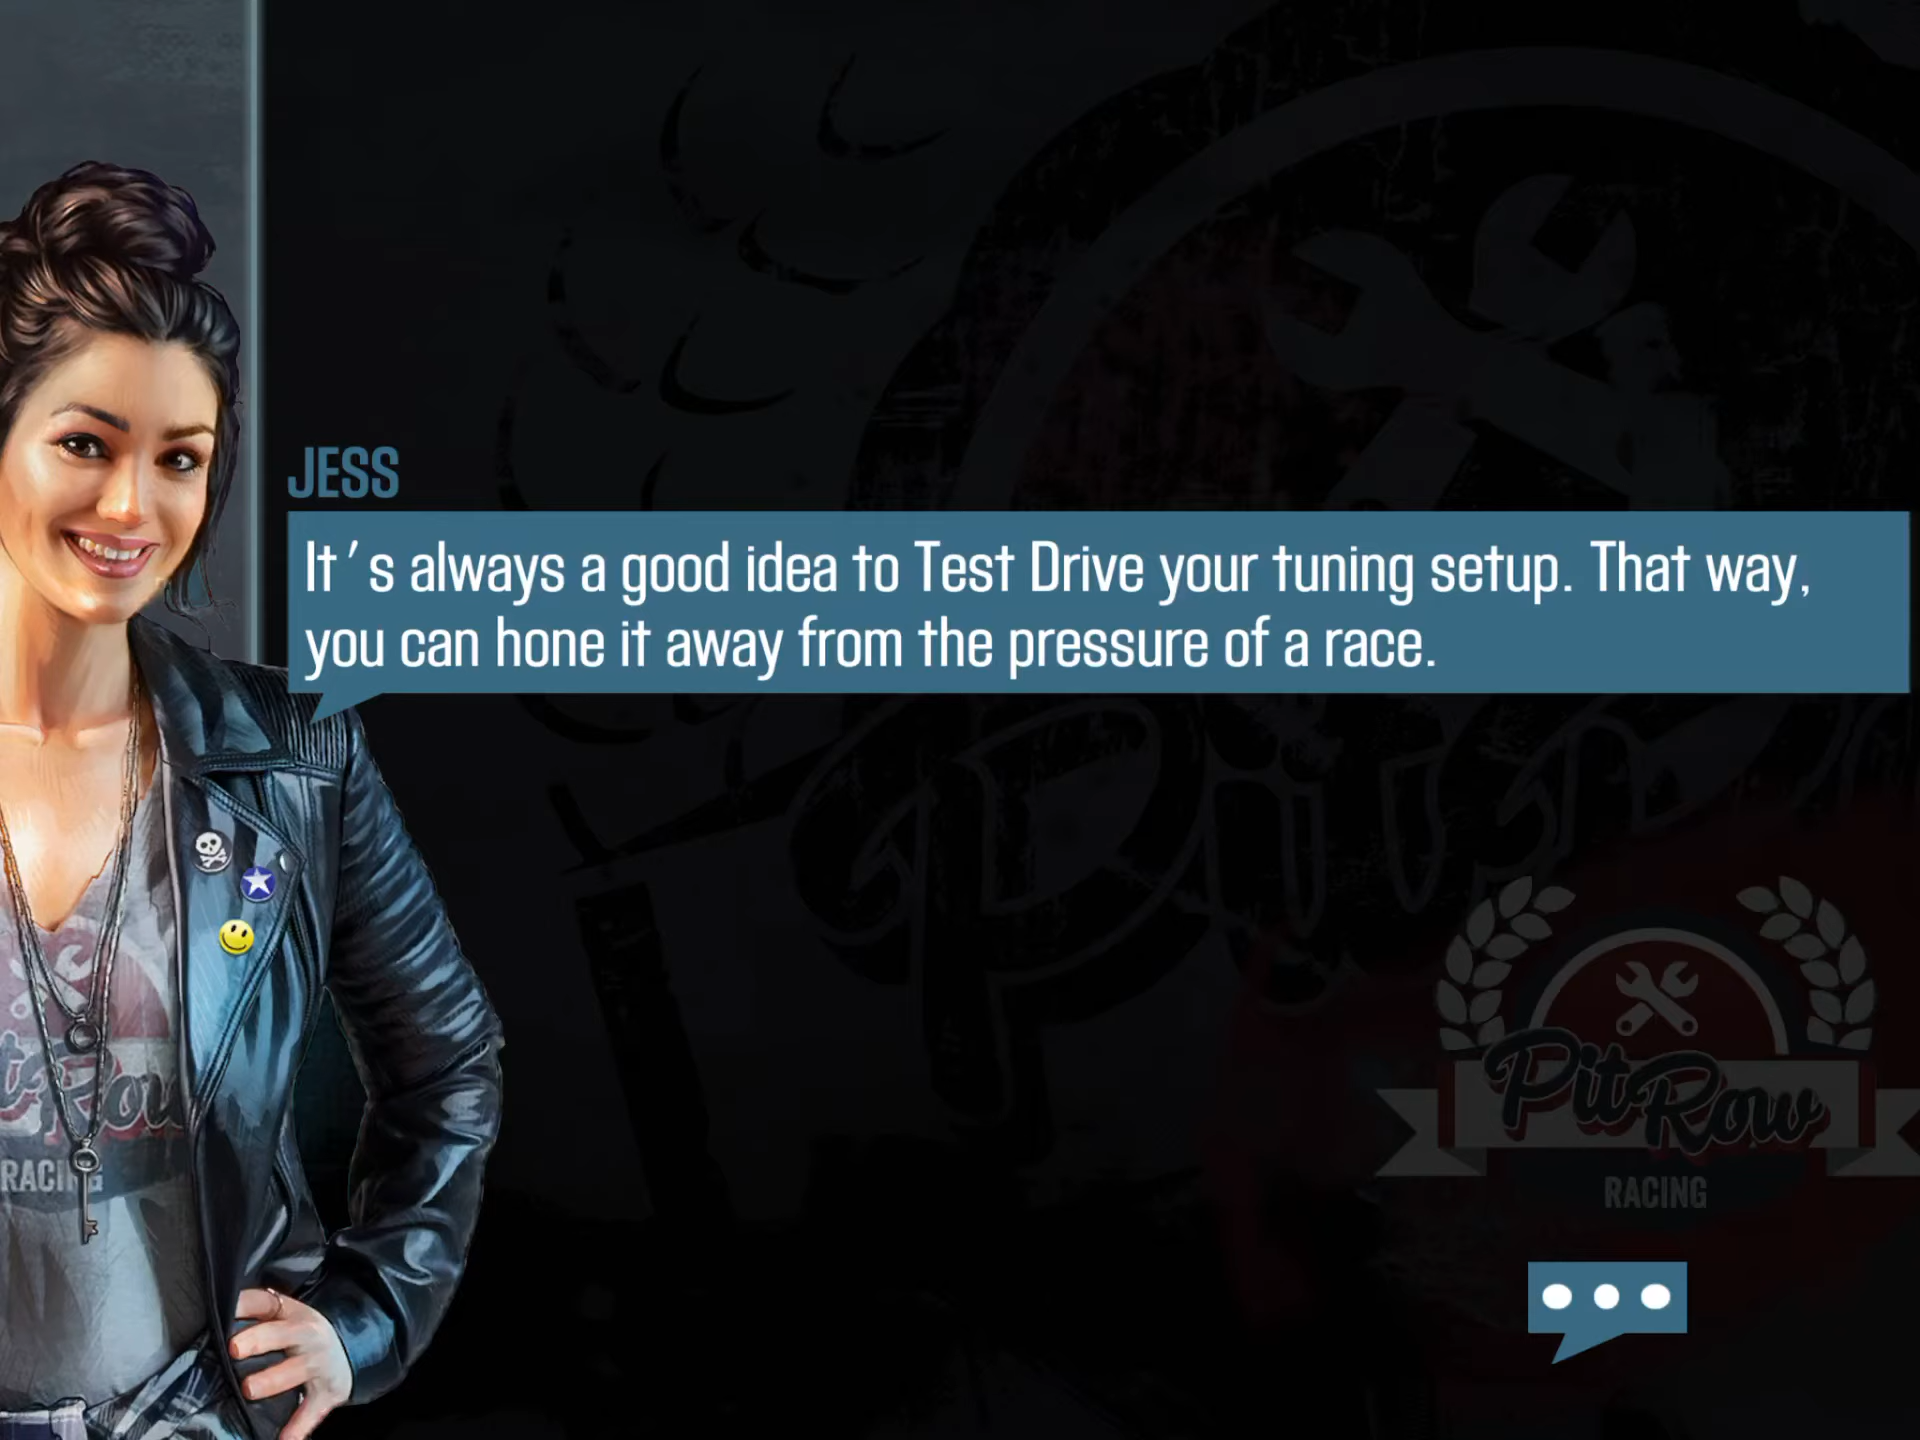 JESS
It's always a good idea to Test Drive your tuning setup. That way,
you can hone it away from the pressure of a race.
Pit Row
RACING